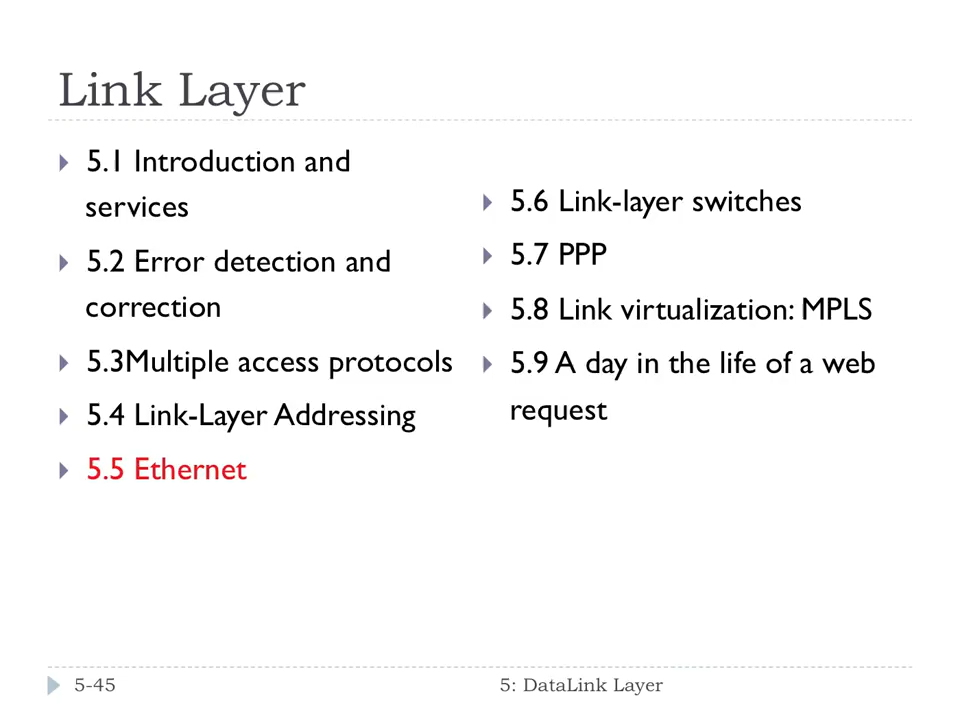 Link Layer
5.1 Introduction and
services
5.2 Error detection and
correction
5.3Multiple access protocols
5.4 Link-Layer Addressing
5.5 Ethernet
5.6 Link-layer switches
5.7 PPP
5.8 Link virtualization: MPLS
5.9 A day in the life of a web
request
5-45
5: DataLink Layer